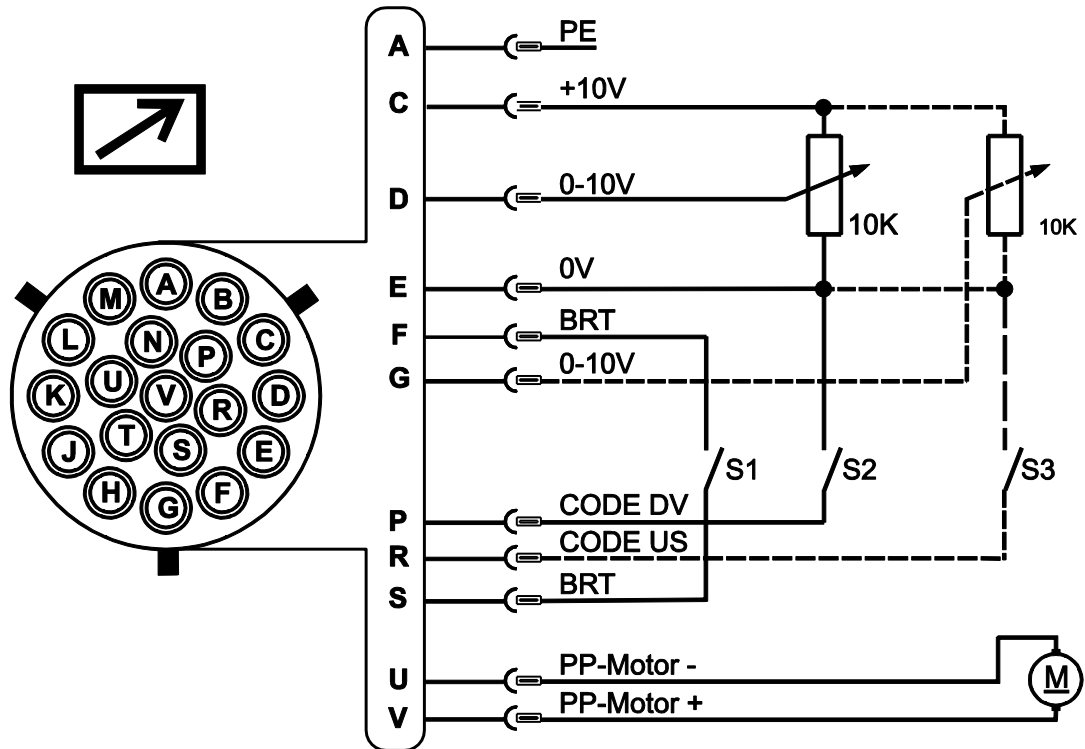 A PE
C +10V
D 0-10V 10K 10K
E 0V
F BRT
G 0-10V
S1 S2 S3
P CODE DV
R CODE US
S BRT
U PP-Motor -
V PP-Motor +
M
A
M B
L N P C
K U V R D
J T S E
H G F